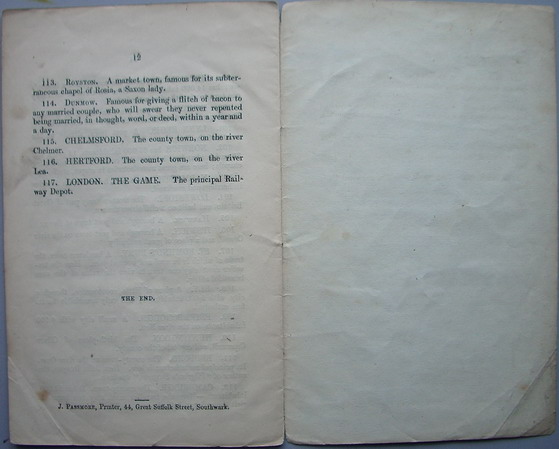 12
113. ROYSTON. A market town, famous for its subter-
raneous chapel of Rosia, a Saxon lady.
114. DUNMOW. Famous for giving a flitch of bacon to
any married couple, who will swear they never repented
being married, in thought, word, or deed, within a year and
a day.
115. CHELMSFORD. The county town, on the river
Chelmer.
116. HERTFORD. The county town, on the river
Lea.
117. LONDON. THE GAME. The principal Rail-
way Depot.
THE END.
J. PASSMORE, Printer, 44, Great Suffolk Street, Southwark.